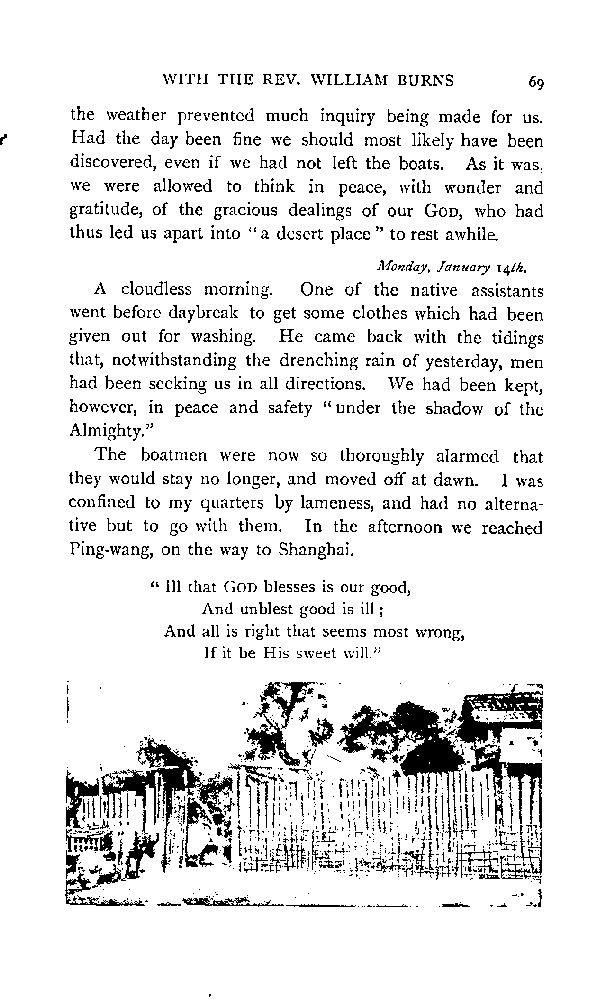 WITH THE REV. WILLIAM BURNS 69
the weather prevented much inquiry being made for us.
Had the day been fine we should most likely have been
discovered, even if we had not left the boats. As it was,
we were allowed to think in peace, with wonder and
gratitude, of the gracious dealings of our GOD, who had
thus led us apart into "a desert place" to rest awhile.
Monday, January 14th.
A cloudless morning. One of the native assistants
went before daybreak to get some clothes which had been
given out for washing. He came back with the tidings
that, notwithstanding the drenching rain of yesterday, men
had been seeking us in all directions. We had been kept,
however, in peace and safety "under the shadow of the
Almighty."
The boatmen were now so thoroughly alarmed that
they would stay no longer, and moved off at dawn. I was
confined to my quarters by lameness, and had no alterna-
tive but to go with them. In the afternoon we reached
Ping-wang, on the way to Shanghai.
"Ill that GOD blesses is our good,
And unblest good is ill;
And all is right that seems most wrong,
If it be His sweet will."